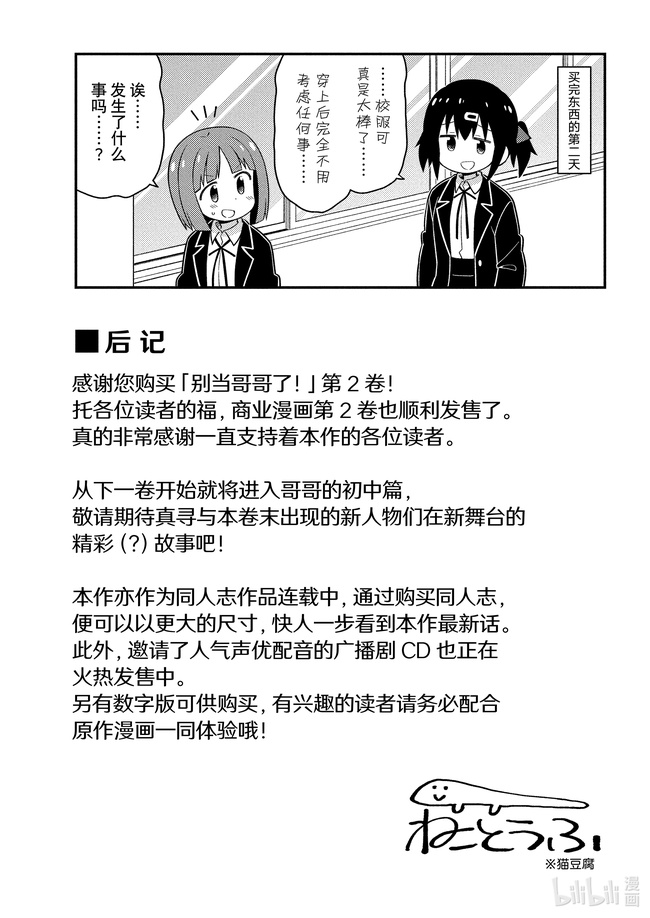 买完东西的第二天
……校服可
真是太棒了……
穿上后完全不用
考虑任何事……
诶……
发生了什么
事吗……？
■后记
感谢您购买「别当哥哥了！」第2卷！
托各位读者的福，商业漫画第2卷也顺利发售了。
真的非常感谢一直支持着本作的各位读者。
从下一卷开始就将进入哥哥的初中篇，
敬请期待真寻与本卷末出现的新人物们在新舞台的
精彩（?）故事吧！
本作亦作为同人志作品连载中，通过购买同人志，
便可以以更大的尺寸，快人一步看到本作最新话。
此外，邀请了人气声优配音的广播剧CD也正在
火热发售中。
另有数字版可供购买，有兴趣的读者请务必配合
原作漫画一同体验哦！
ねことうふ
※猫豆腐
bilibili 漫画